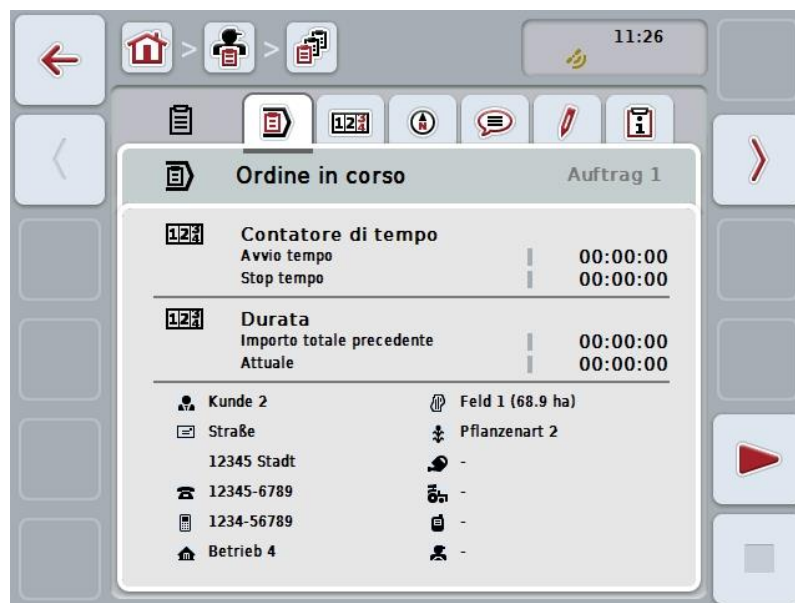 11:26
Ordine in corso Auftrag 1
Contatore di tempo
Avvio tempo 00:00:00
Stop tempo 00:00:00
Durata
Importo totale precedente 00:00:00
Attuale 00:00:00
Kunde 2 Feld 1 (68.9 ha)
Straße Pflanzenart 2
12345 Stadt -
12345-6789 -
1234-56789 -
Betrieb 4 -